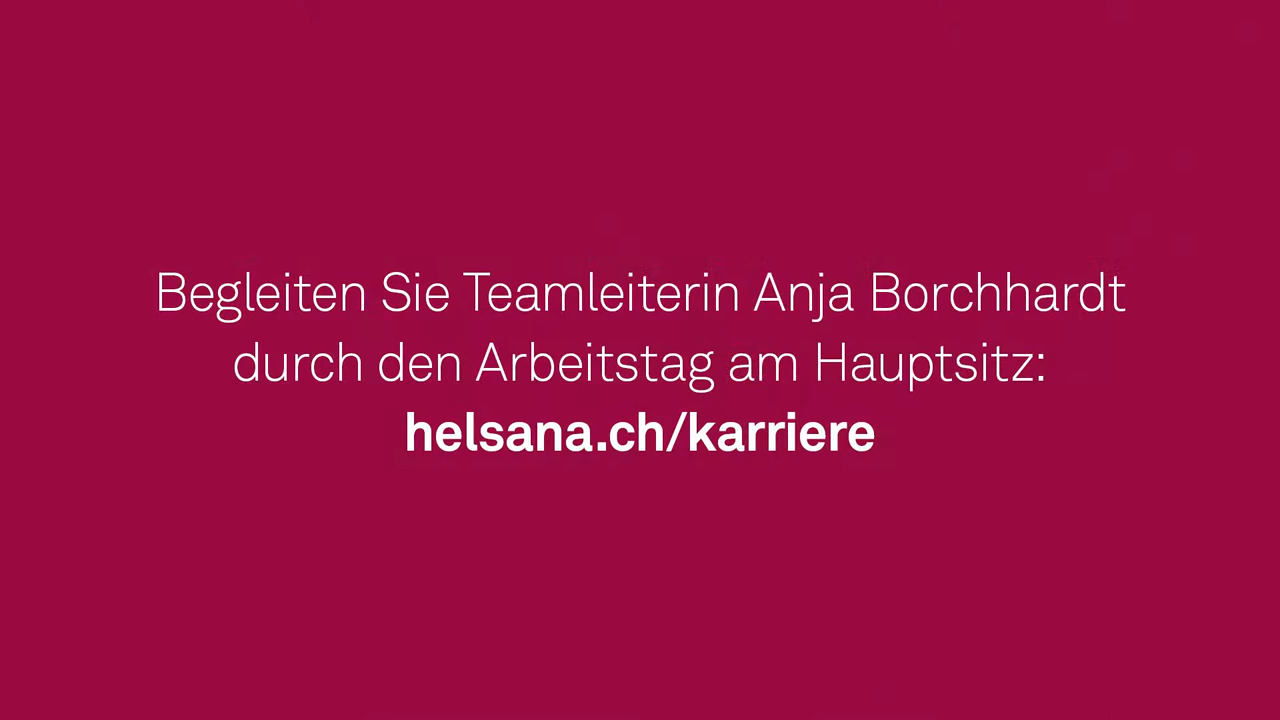 Begleiten Sie Teamleiterin Anja Borchhardt
durch den Arbeitstag am Hauptsitz:
helsana.ch/karriere